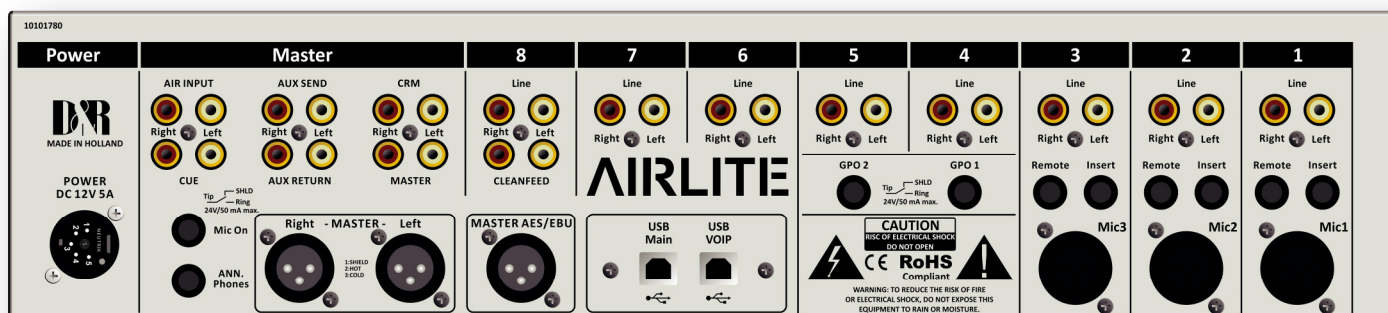 10101780
Power
Master
8
7
6
5
4
3
2
1
D&R
MADE IN HOLLAND
POWER
DC 12V 5A
1
2
3
4
5
NEUTRIK
AIR INPUT
AUX SEND
CRM
Right Left
Right Left
Right Left
CUE
AUX RETURN
MASTER
Tip SHLD
Ring
24V/50 mA max.
Mic On
ANN.
Phones
Right - MASTER - Left
1:SHIELD
2:HOT
3:COLD
Line
Right Left
CLEANFEED
MASTER AES/EBU
Line
Right Left
Line
Right Left
AIRLITE
USB
Main
USB
VOIP
Line
Right Left
Line
Right Left
GPO 2
GPO 1
Tip SHLD
Ring
24V/50 mA max.
CAUTION
RISC OF ELECTRICAL SHOCK
DO NOT OPEN
CE RoHS
Compliant
WARNING: TO REDUCE THE RISK OF FIRE
OR ELECTRICAL SHOCK, DO NOT EXPOSE THIS
EQUIPMENT TO RAIN OR MOISTURE.
Line
Right Left
Remote Insert
Mic3
Line
Right Left
Remote Insert
Mic2
Line
Right Left
Remote Insert
Mic1